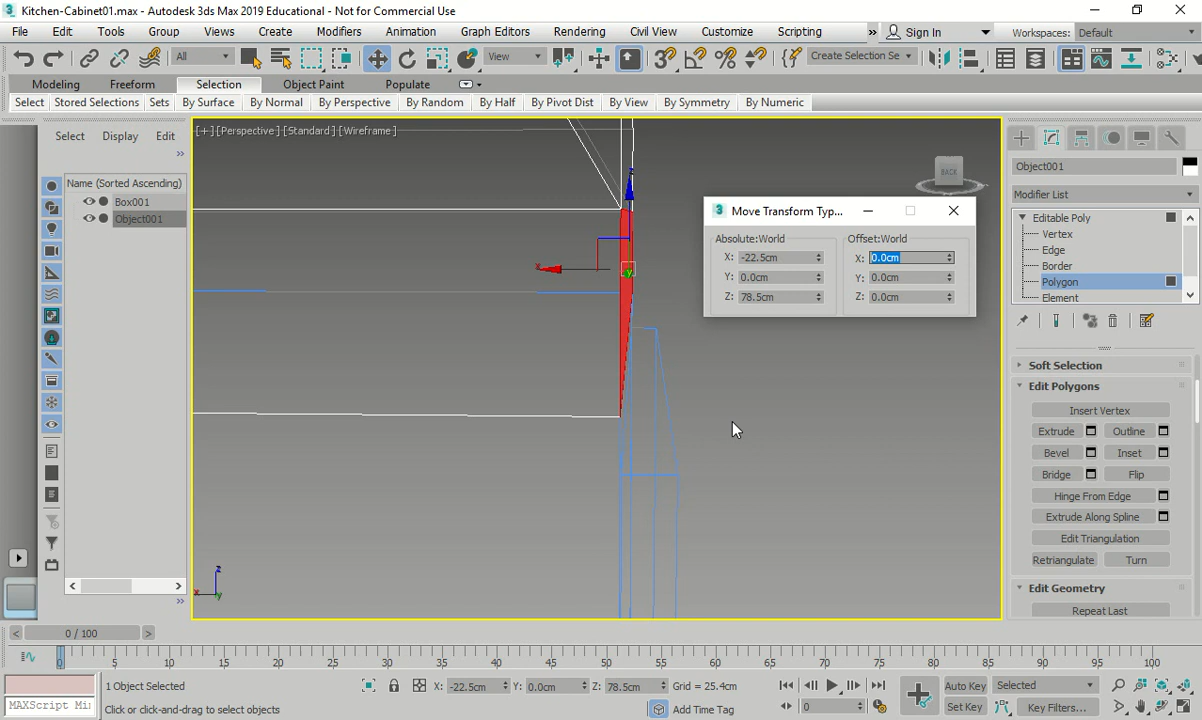 Kitchen-Cabinet01.max - Autodesk 3ds Max 2019 Educational - Not for Commercial Use
File Edit Tools Group Views Create Modifiers Animation Graph Editors Rendering Civil View Customize Scripting » Sign In Workspaces: Default
All View Create Selection Se
Modeling Freeform Selection Object Paint Populate
Select Stored Selections Sets By Surface By Normal By Perspective By Random By Half By Pivot Dist By View By Symmetry By Numeric
[+] [Perspective] [Standard] [Wireframe]
Select Display Edit
»
Name (Sorted Ascending)
Box001
Object001
»
BACK
z
x
y
z
x
y
Move Transform Typ...
Absolute:World Offset:World
X: -22.5cm X: 0.0cm
Y: 0.0cm Y: 0.0cm
Z: 78.5cm Z: 0.0cm
Object001
Modifier List
Editable Poly
Vertex
Edge
Border
Polygon
Element
Soft Selection
Edit Polygons
Insert Vertex
Extrude Outline
Bevel Inset
Bridge Flip
Hinge From Edge
Extrude Along Spline
Edit Triangulation
Retriangulate Turn
Edit Geometry
Repeat Last
< 0 / 100 >
0 5 10 15 20 25 30 35 40 45 50 55 60 65 70 75 80 85 90 95 100
1 Object Selected X: -22.5cm Y: 0.0cm Z: 78.5cm Grid = 25.4cm Auto Key Selected
MAXScript Mi Click or click-and-drag to select objects Add Time Tag 0 Set Key Key Filters...